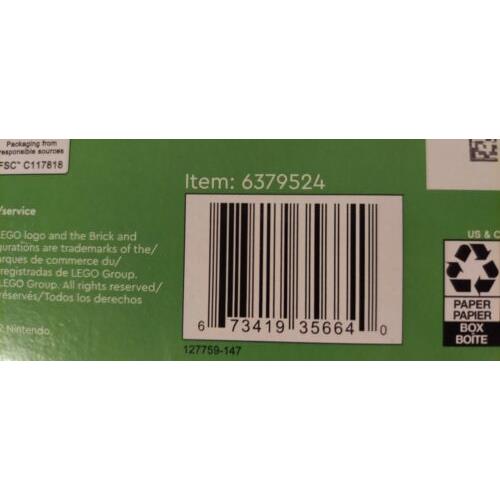 Packaging from
responsible sources
FSC™ C117818
Item: 6379524
/service
LEGO logo and the Brick and
gurations are trademarks of the/
arques de commerce du/
registradas de LEGO Group.
LEGO Group. All rights reserved/
réservés/Todos los derechos
Nintendo.
6 73419 35664 0
127759-147
US & C
PAPER
PAPIER
BOX
BOÎTE